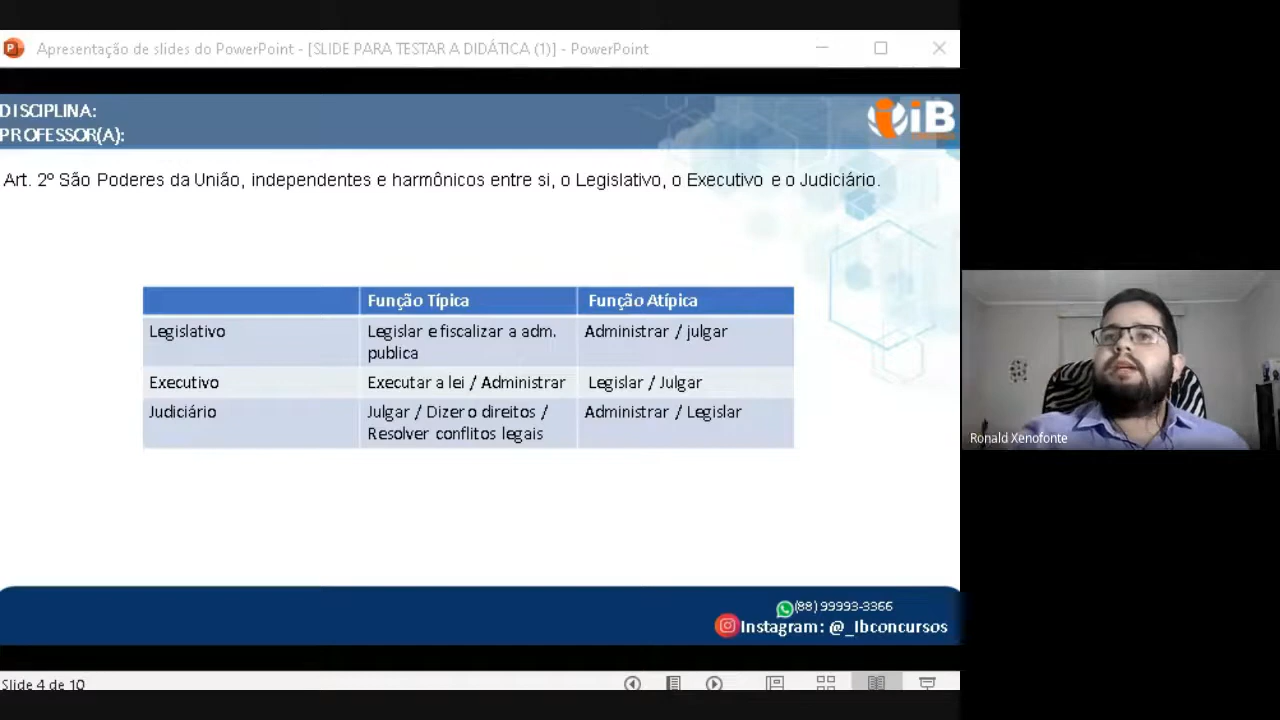 Apresentação de slides do PowerPoint - [SLIDE PARA TESTAR A DIDÁTICA (1)] - PowerPoint
DISCIPLINA:
PROFESSOR(A):
iB
Art. 2º São Poderes da União, independentes e harmônicos entre si, o Legislativo, o Executivo e o Judiciário.
Função Típica Função Atípica
Legislativo Legislar e fiscalizar a adm. Administrar / julgar
publica
Executivo Executar a lei / Administrar Legislar / Julgar
Judiciário Julgar / Dizer o direitos / Administrar / Legislar
Resolver conflitos legais
Ronald Xenofonte
(88) 99993-3366
Instagram: @_Ibconcursos
Slide 4 de 10